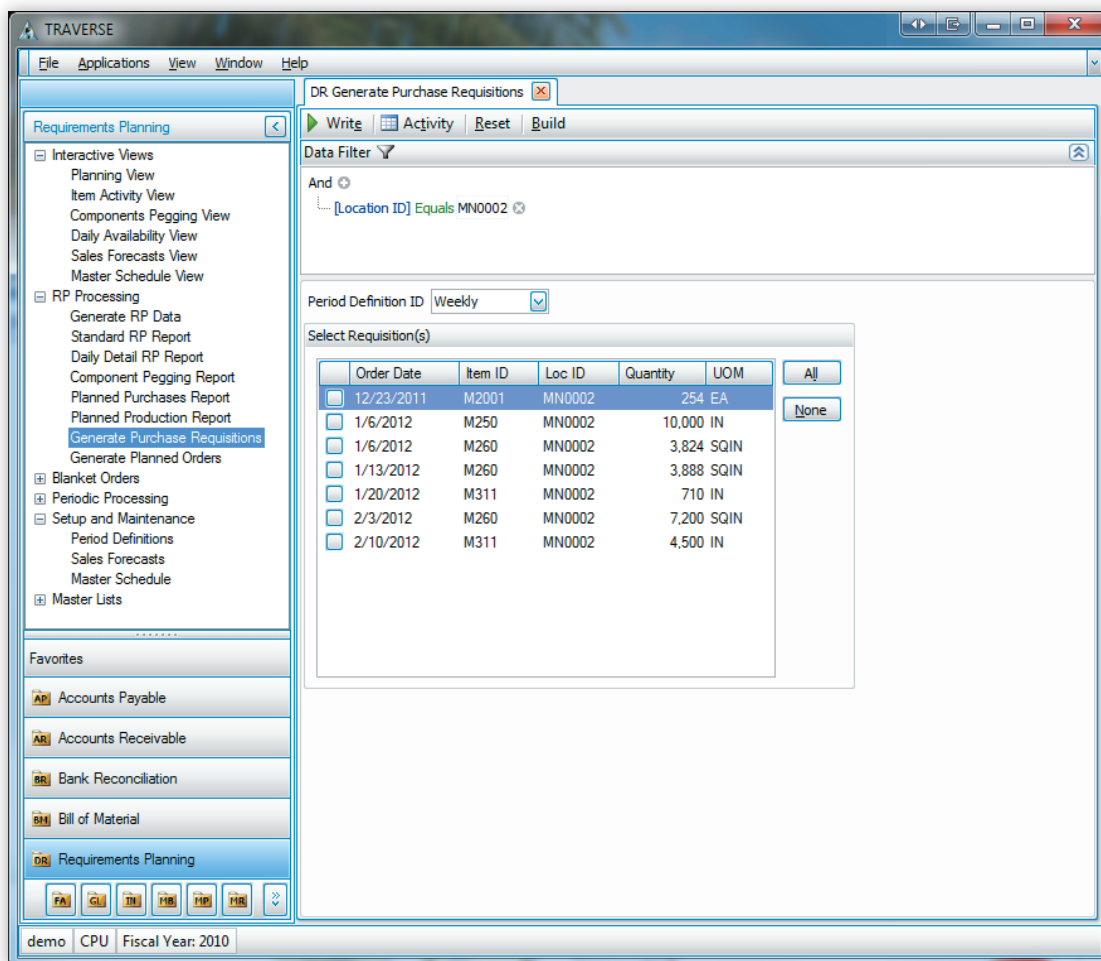 TRAVERSE
File Applications View Window Help
Requirements Planning
Interactive Views
Planning View
Item Activity View
Components Pegging View
Daily Availability View
Sales Forecasts View
Master Schedule View
RP Processing
Generate RP Data
Standard RP Report
Daily Detail RP Report
Component Pegging Report
Planned Purchases Report
Planned Production Report
Generate Purchase Requisitions
Generate Planned Orders
Blanket Orders
Periodic Processing
Setup and Maintenance
Period Definitions
Sales Forecasts
Master Schedule
Master Lists
Favorites
AP Accounts Payable
AR Accounts Receivable
BR Bank Reconciliation
BM Bill of Material
DR Requirements Planning
FA GL IN MB MP MR
DR Generate Purchase Requisitions
Write Activity Reset Build
Data Filter
And
[Location ID] Equals MN0002
Period Definition ID Weekly
Select Requisition(s)
Order Date Item ID Loc ID Quantity UOM
12/23/2011 M2001 MN0002 254 EA
1/6/2012 M250 MN0002 10,000 IN
1/6/2012 M260 MN0002 3,824 SQIN
1/13/2012 M260 MN0002 3,888 SQIN
1/20/2012 M311 MN0002 710 IN
2/3/2012 M260 MN0002 7,200 SQIN
2/10/2012 M311 MN0002 4,500 IN
All
None
demo CPU Fiscal Year: 2010